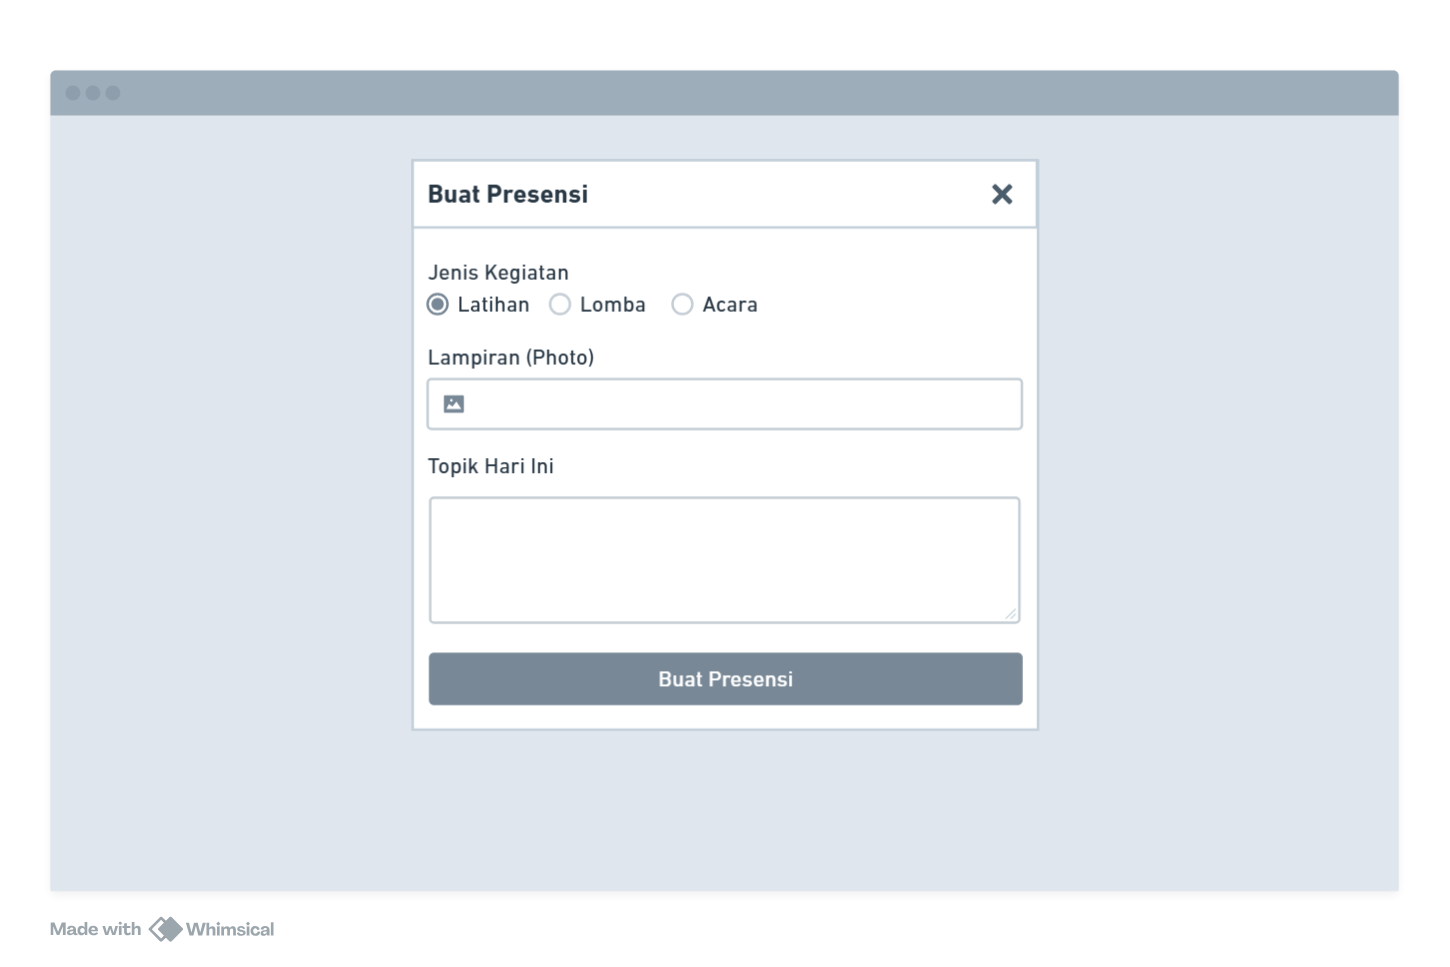 Buat Presensi
Jenis Kegiatan
Latihan Lomba Acara
Lampiran (Photo)
Topik Hari Ini
Buat Presensi
Made with Whimsical